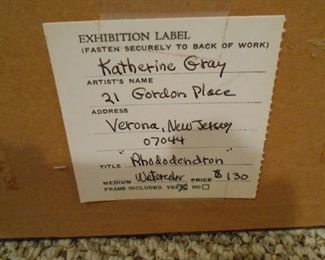 EXHIBITION LABEL
(FASTEN SECURELY TO BACK OF WORK)
Katherine Gray
ARTIST'S NAME
21 Gordon Place
ADDRESS
Verona, New Jersey
07044
TITLE "Rhododendron"
MEDIUM Watercolor PRICE $130
FRAME INCLUDED YES ☒ NO ☐